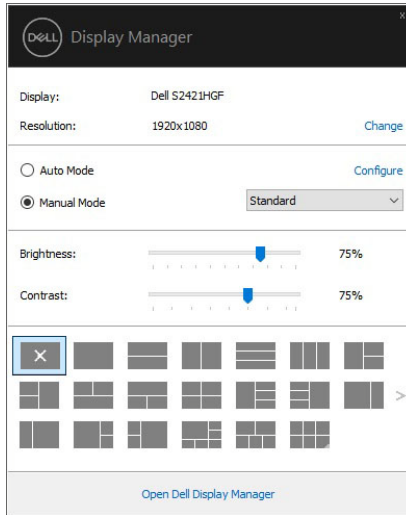 x
DELL Display Manager
Display: Dell S2421HGF
Resolution: 1920x1080 Change
Auto Mode Configure
Manual Mode Standard
Brightness: 75%
Contrast: 75%
Open Dell Display Manager